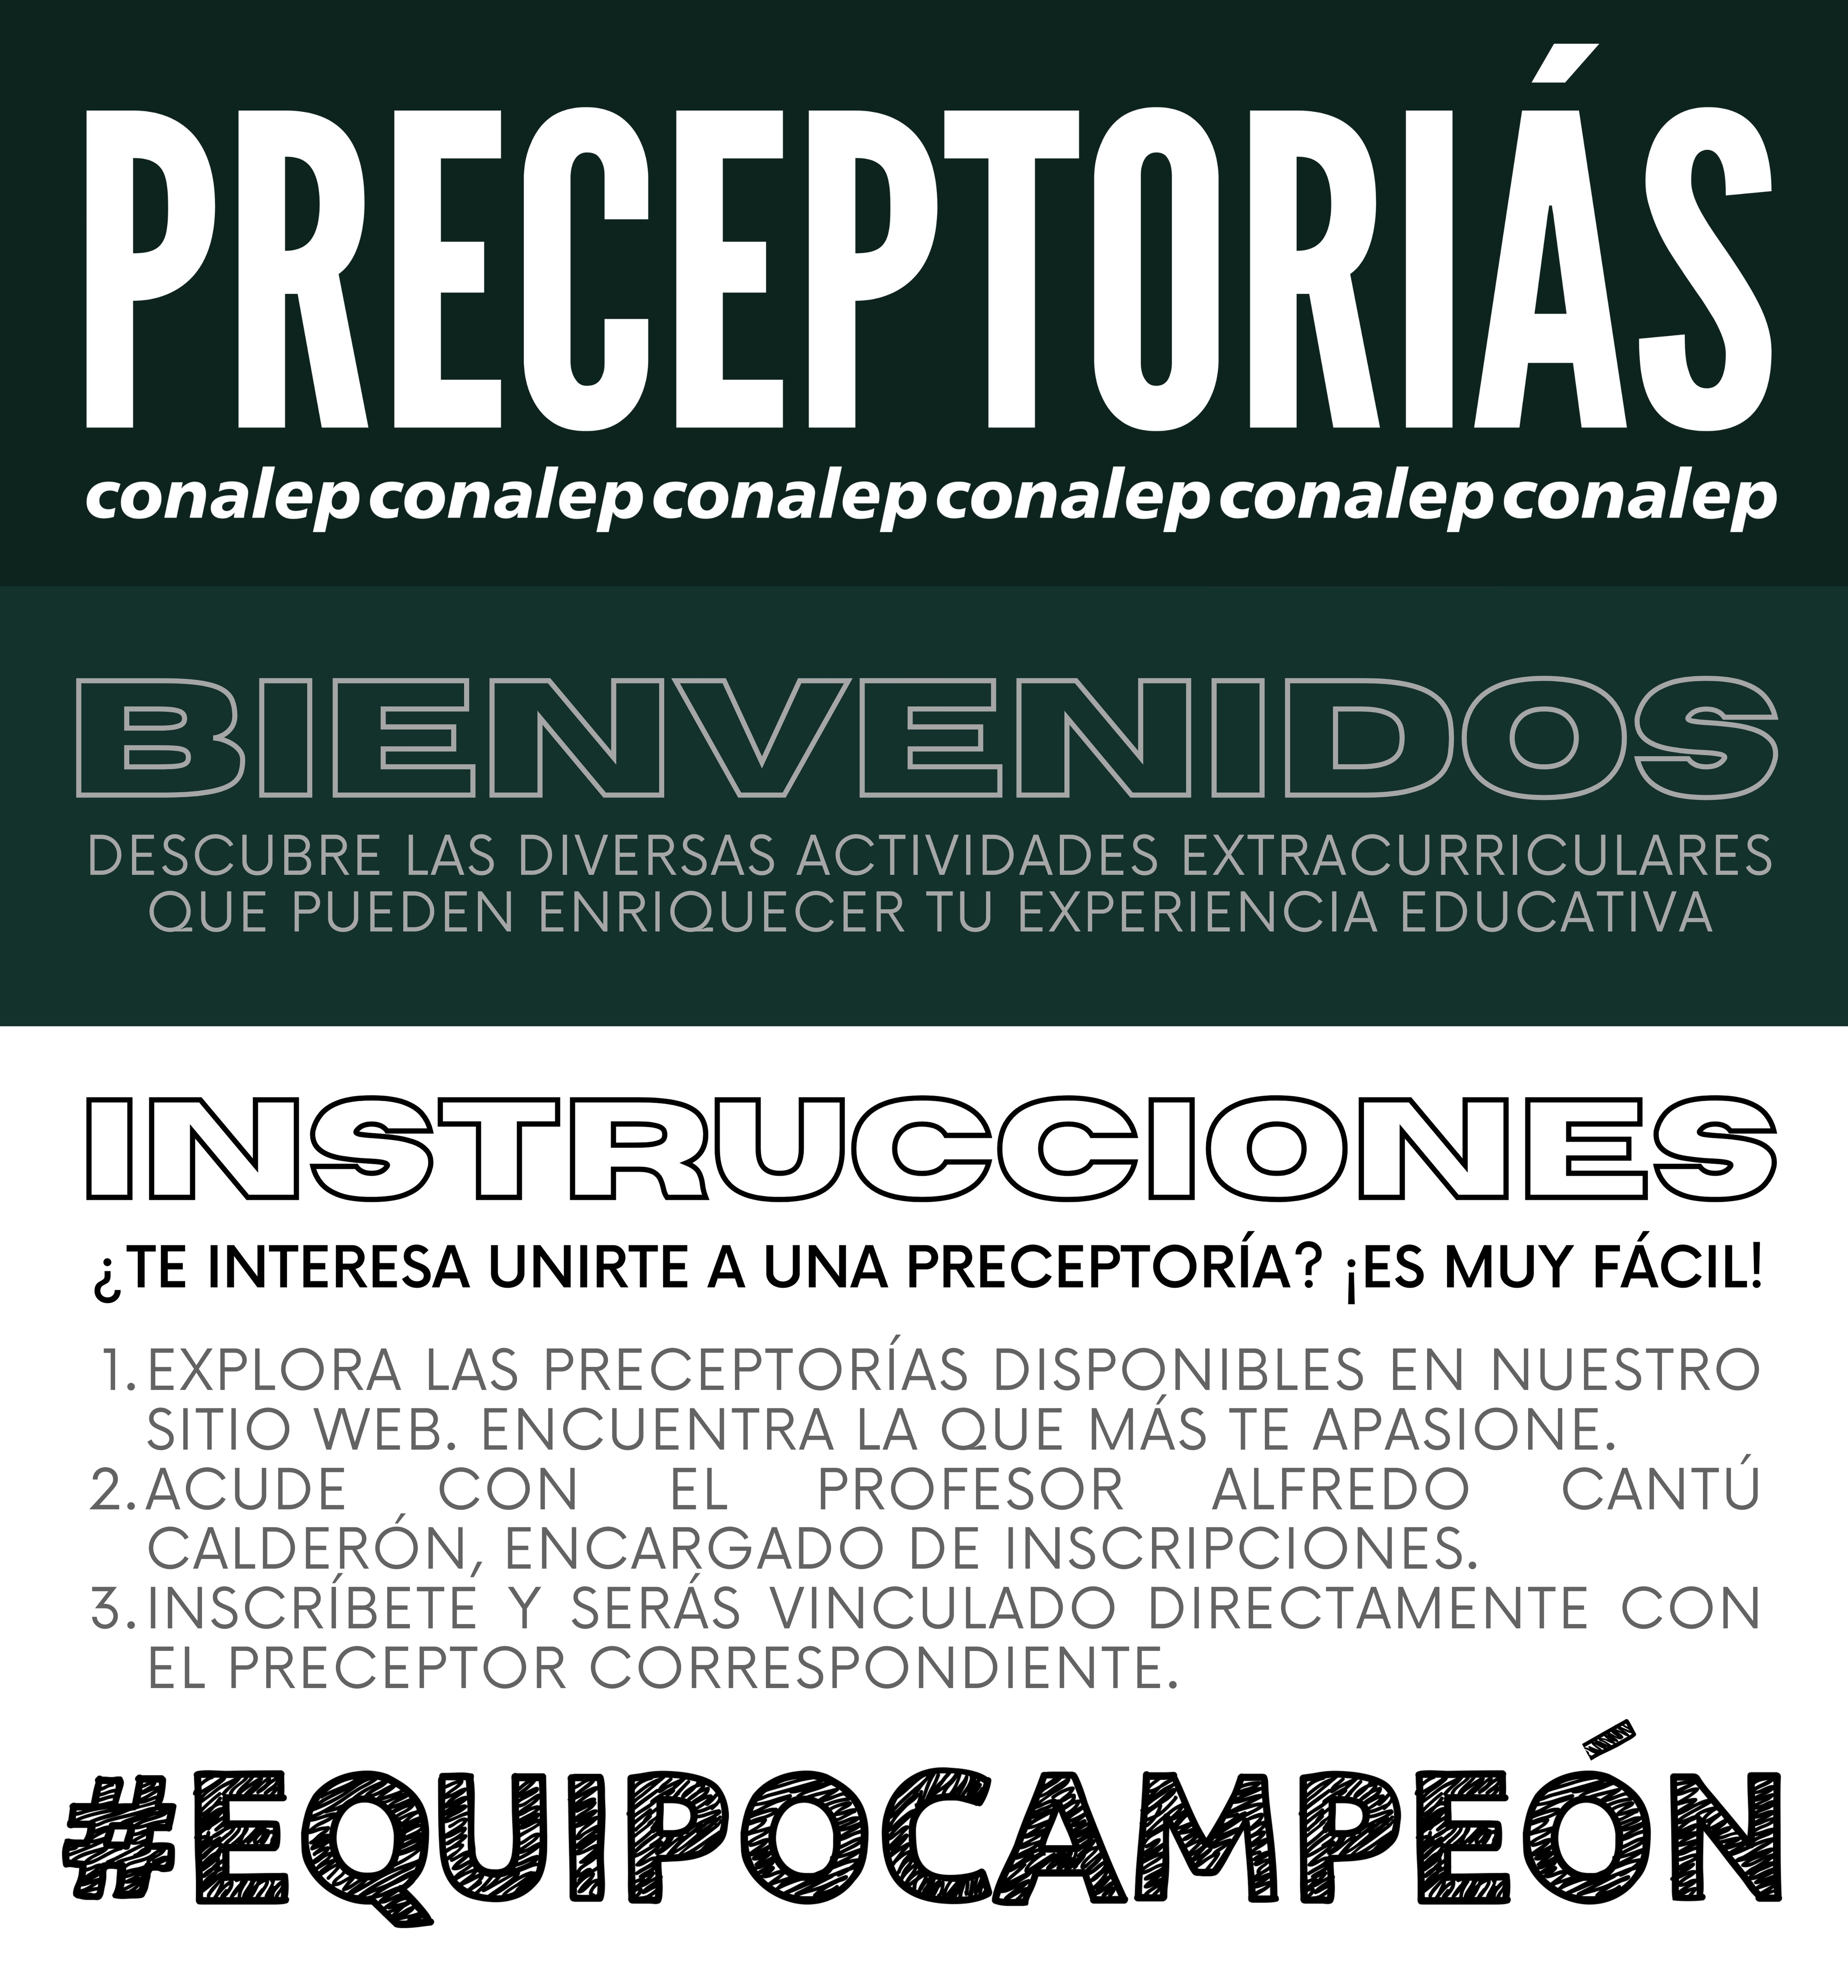 PRECEPTORIÁS
conalep conalep conalep conalep conalep conalep
BIENVENIDOS
DESCUBRE LAS DIVERSAS ACTIVIDADES EXTRACURRICULARES
QUE PUEDEN ENRIQUECER TU EXPERIENCIA EDUCATIVA
INSTRUCCIONES
¿TE INTERESA UNIRTE A UNA PRECEPTORÍA? ¡ES MUY FÁCIL!
1. EXPLORA LAS PRECEPTORÍAS DISPONIBLES EN NUESTRO
SITIO WEB. ENCUENTRA LA QUE MÁS TE APASIONE.
2. ACUDE CON EL PROFESOR ALFREDO CANTÚ
CALDERÓN, ENCARGADO DE INSCRIPCIONES.
3. INSCRÍBETÉ Y SERÁS VINCULADO DIRECTAMENTE CON
EL PRECEPTOR CORRESPONDIENTE.
#EQUIPOCAMPEÓN